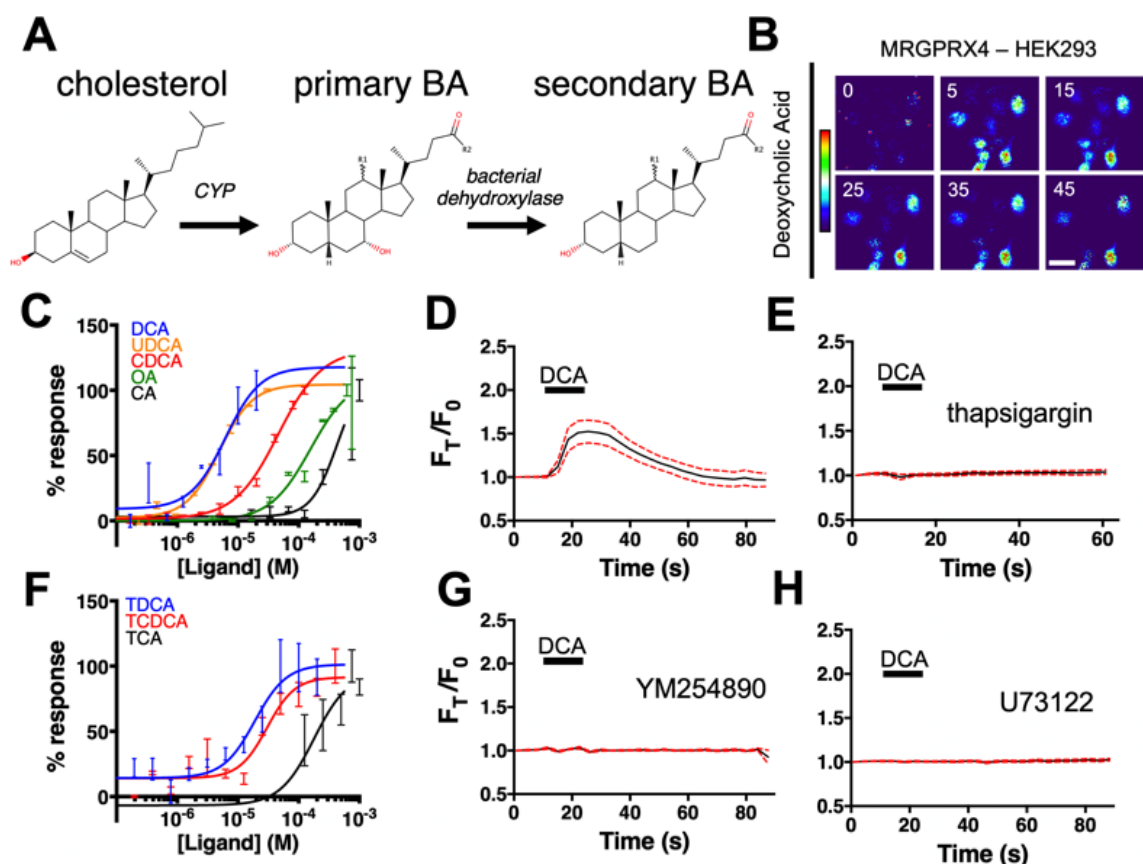 A
cholesterol
primary BA
secondary BA
CYP
bacterial
dehydroxylase
HO
HO
OH
H
R1
O
R2
HO
H
R1
O
R2
B
MRGPRX4 – HEK293
Deoxycholic Acid
0
5
15
25
35
45
C
% response
150
100
50
0
DCA
UDCA
CDCA
OA
CA
10-6
10-5
10-4
10-3
[Ligand] (M)
D
FT/F0
2.5
2.0
1.5
1.0
0.5
DCA
0 20 40 60 80
Time (s)
E
2.5
2.0
1.5
1.0
0.5
DCA
thapsigargin
0 20 40 60
Time (s)
F
% response
150
100
50
0
TDCA
TCDCA
TCA
10-6
10-5
10-4
10-3
[Ligand] (M)
G
FT/F0
2.5
2.0
1.5
1.0
0.5
DCA
YM254890
0 20 40 60 80
Time (s)
H
2.5
2.0
1.5
1.0
0.5
DCA
U73122
0 20 40 60 80
Time (s)